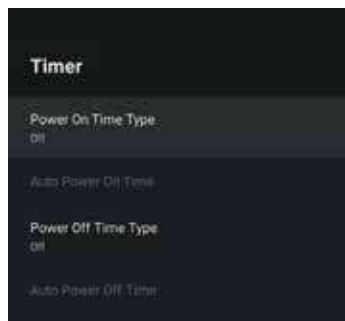 Timer
Power On Time Type
Off
Auto Power On Time
Power Off Time Type
Off
Auto Power Off Time